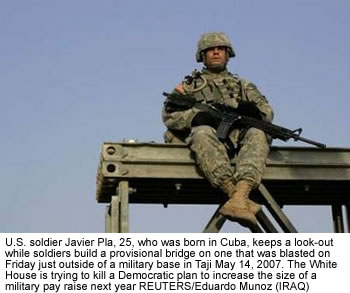 U.S. soldier Javier Pla, 25, who was born in Cuba, keeps a look-out
while soldiers build a provisional bridge on one that was blasted on
Friday just outside of a military base in Taji May 14, 2007. The White
House is trying to kill a Democratic plan to increase the size of a
military pay raise next year REUTERS/Eduardo Munoz (IRAQ)